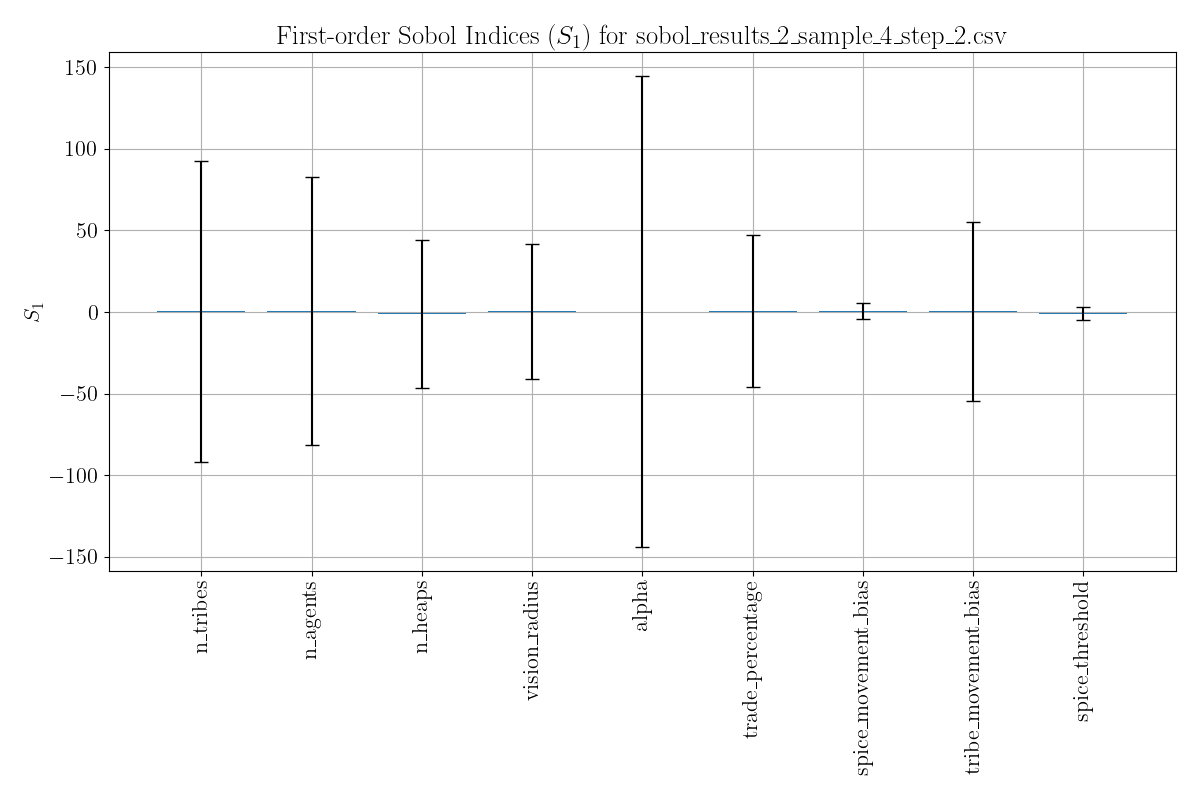 First-order Sobol Indices (S₁) for sobol_results_2_sample_4_step_2.csv
150
100
50
0
−50
−100
−150
S₁
n_tribes
n_agents
n_heaps
vision_radius
alpha
trade_percentage
spice_movement_bias
tribe_movement_bias
spice_threshold